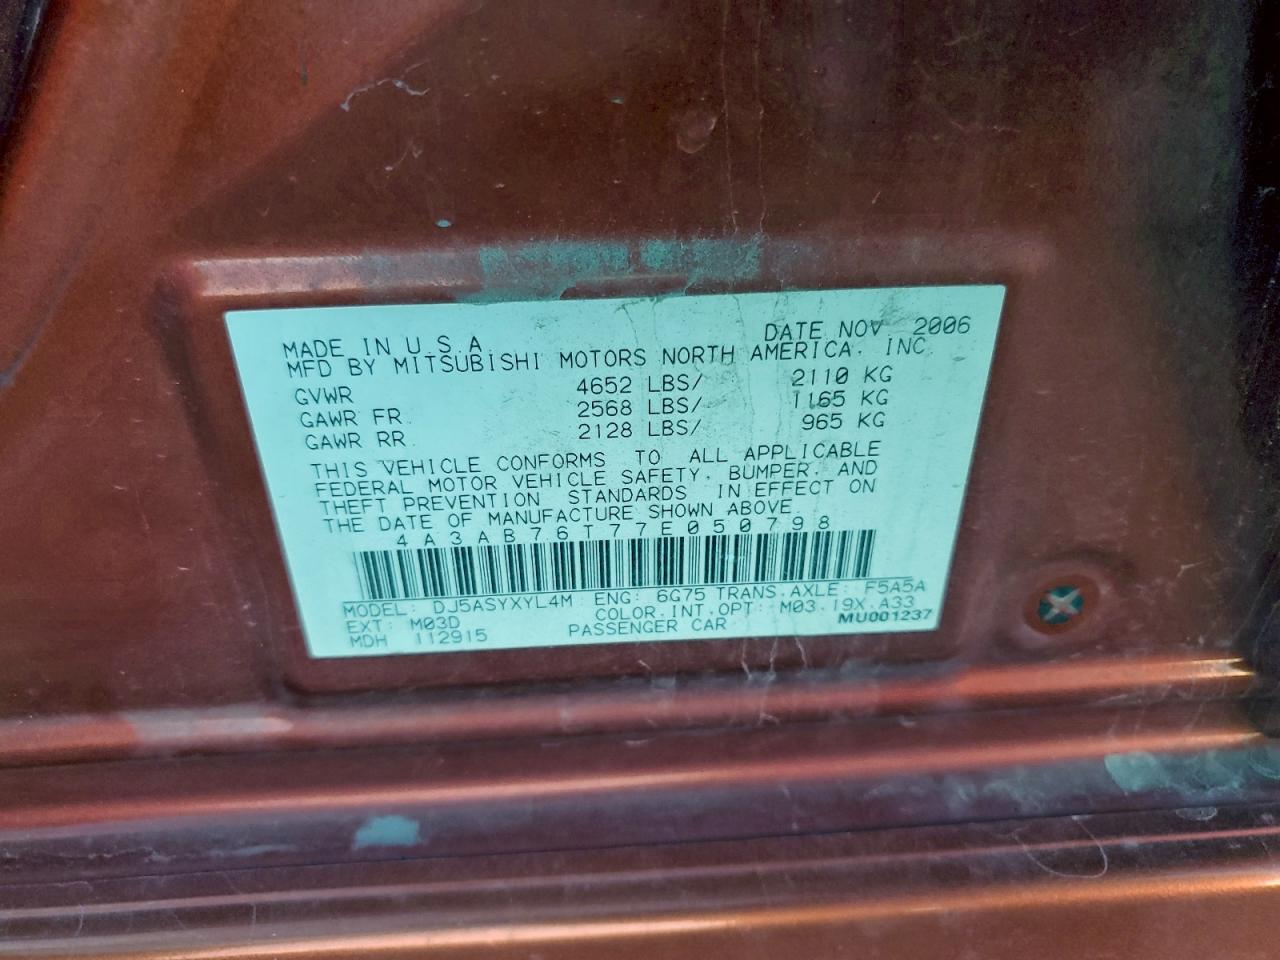 MADE IN U.S.A. DATE NOV 2006
MFD BY MITSUBISHI MOTORS NORTH AMERICA. INC.
GVWR 4652 LBS/ 2110 KG
GAWR FR. 2568 LBS/ 1165 KG
GAWR RR. 2128 LBS/ 965 KG
THIS VEHICLE CONFORMS TO ALL APPLICABLE
FEDERAL MOTOR VEHICLE SAFETY, BUMPER, AND
THEFT PREVENTION STANDARDS IN EFFECT ON
THE DATE OF MANUFACTURE SHOWN ABOVE.
4A3AB76T77E050798
MODEL: DJ5ASYXYL4M ENG: 6G75 TRANS.AXLE: F5A5A
EXT: M03D COLOR.INT.OPT: M03.19X.A33
MDH 112915 PASSENGER CAR MU001237